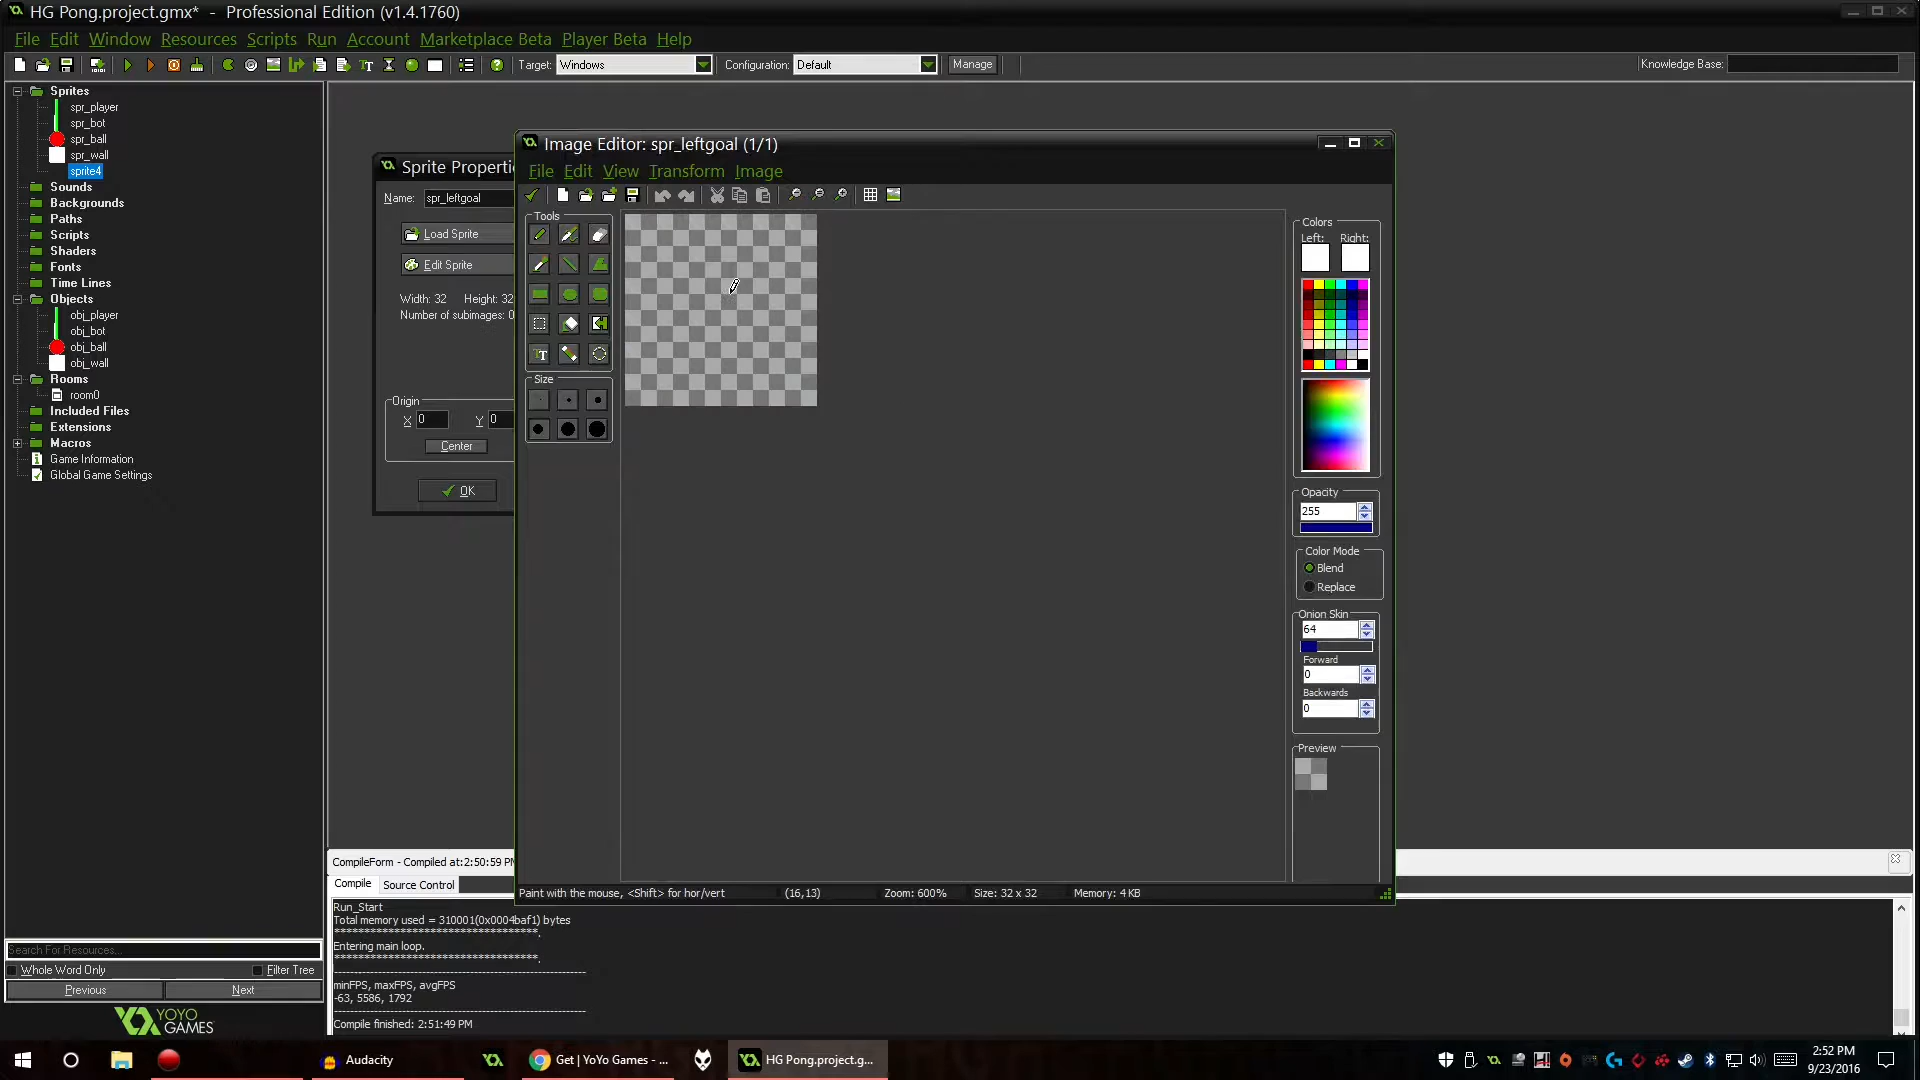 HG Pong.project.gmx* - Professional Edition (v1.4.1760)
File Edit Window Resources Scripts Run Account Marketplace Beta Player Beta Help
Target: Windows Configuration: Default Manage Knowledge Base:
Sprites
spr_player
spr_bot
spr_ball
spr_wall
sprite4
Sounds
Backgrounds
Paths
Scripts
Shaders
Fonts
Time Lines
Objects
obj_player
obj_bot
obj_ball
obj_wall
Rooms
room0
Included Files
Extensions
Macros
Game Information
Global Game Settings
Search For Resources...
Whole Word Only Filter Tree
Previous Next
YOYO
GAMES
Sprite Properti
Name: spr_leftgoal
Load Sprite
Edit Sprite
Width: 32 Height: 32
Number of subimages: 0
Origin
X 0 Y 0
Center
OK
Image Editor: spr_leftgoal (1/1)
File Edit View Transform Image
Tools
Size
Colors
Left: Right:
Opacity
255
Color Mode
Blend
Replace
Onion Skin
64
Forward
0
Backwards
0
Preview
Paint with the mouse, <Shift> for hor/vert (16,13) Zoom: 600% Size: 32 x 32 Memory: 4 KB
CompileForm - Compiled at:2:50:59 PM
Compile Source Control
Run_Start
Total memory used = 310001(0x0004baf1) bytes
*********************************.
Entering main loop.
*********************************.
minFPS, maxFPS, avgFPS
-63, 5586, 1792
Compile finished: 2:51:49 PM
Audacity
Get | YoYo Games - ...
HG Pong.project.g...
2:52 PM
9/23/2016